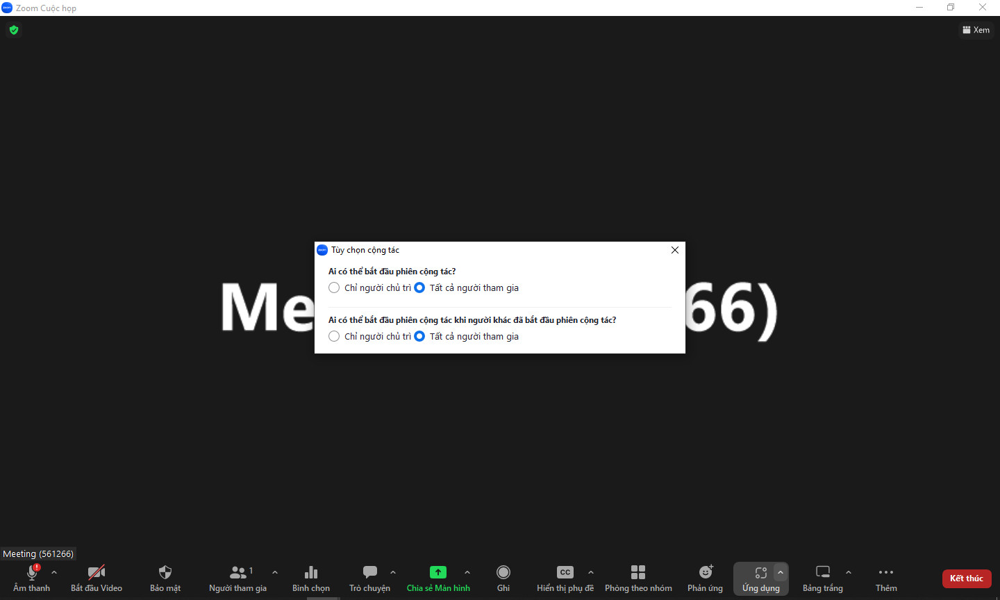 Zoom Cuộc họp
Xem
Tùy chọn cộng tác
Ai có thể bắt đầu phiên cộng tác?
Chỉ người chủ trì Tất cả người tham gia
Ai có thể bắt đầu phiên cộng tác khi người khác đã bắt đầu phiên cộng tác?
Chỉ người chủ trì Tất cả người tham gia
Me 66)
Meeting (561266)
1
CC
Âm thanh Bắt đầu Video Bảo mật Người tham gia Bình chọn Trò chuyện Chia sẻ Màn hình Ghi Hiển thị phụ đề Phòng theo nhóm Phản ứng Ứng dụng Bảng trắng Thêm Kết thúc